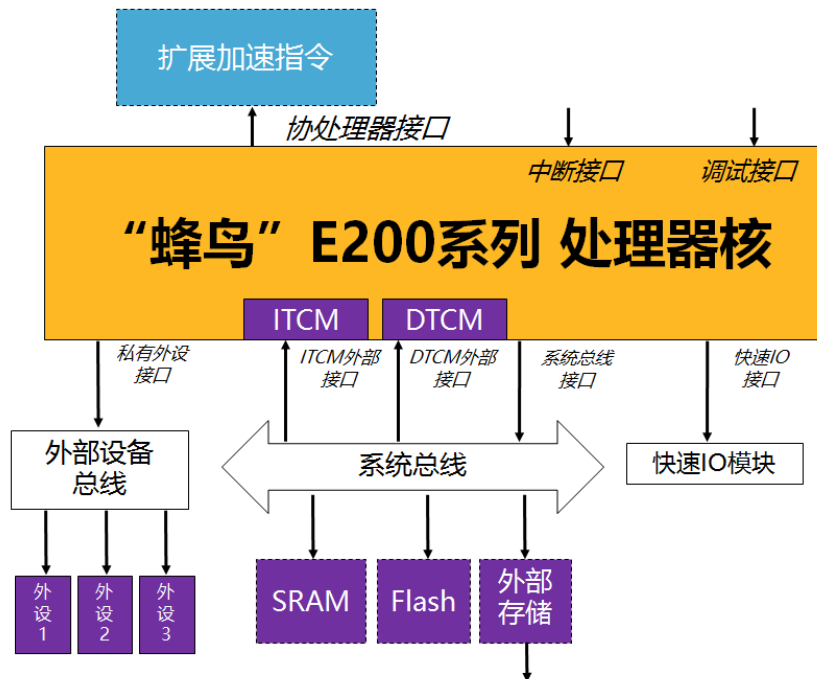 扩展加速指令
协处理器接口
中断接口
调试接口
“蜂鸟”E200系列 处理器核
ITCM
DTCM
私有外设
接口
ITCM外部
接口
DTCM外部
接口
系统总线
接口
快速IO
接口
外部设备
总线
系统总线
快速IO模块
外
设
1
外
设
2
外
设
3
SRAM
Flash
外部
存储